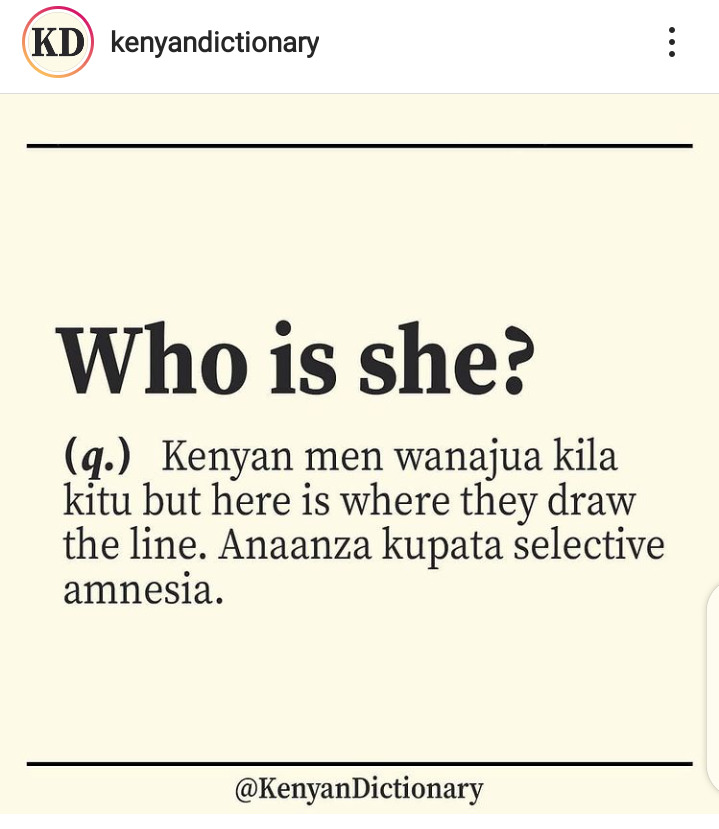 KD kenyandictionary
Who is she?
(q.) Kenyan men wanajua kila
kitu but here is where they draw
the line. Anaanza kupata selective
amnesia.
@KenyanDictionary